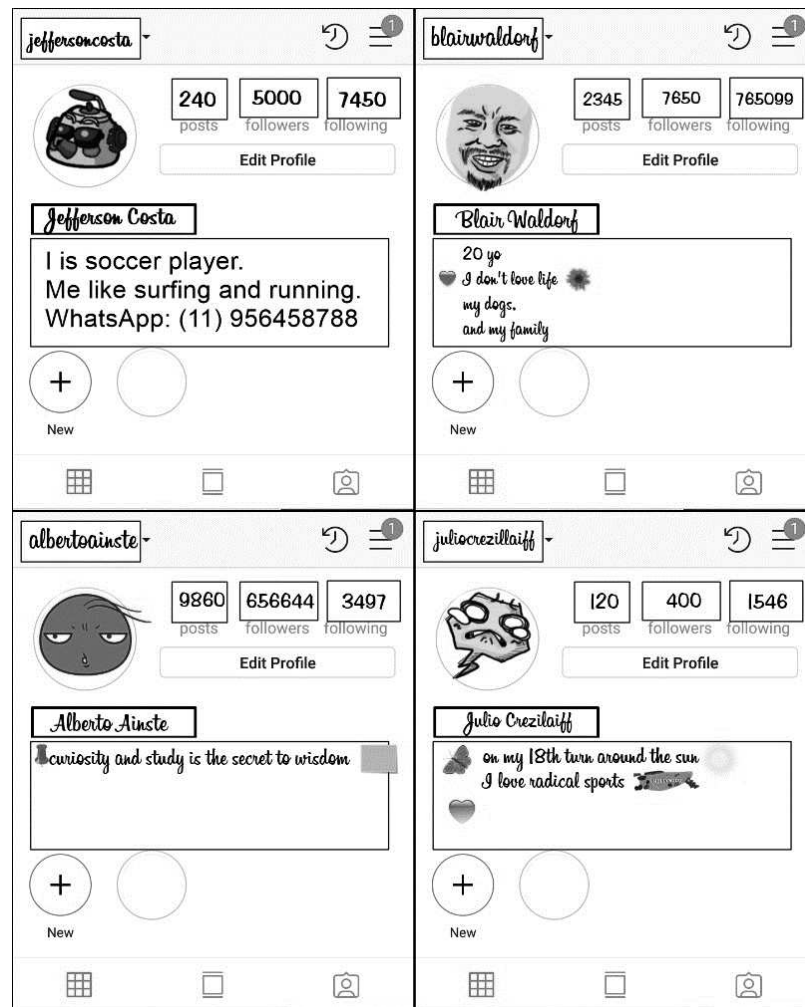 jeffersoncosta
1
240 5000 7450
posts followers following
Edit Profile
Jefferson Costa
I is soccer player.
Me like surfing and running.
WhatsApp: (11) 956458788
New
blairwaldorf
1
2345 7650 765099
posts followers following
Edit Profile
Blair Waldorf
20 yo
I don't love life
my dogs.
and my family
New
albertoainste
1
9860 656644 3497
posts followers following
Edit Profile
Alberto Ainste
curiosity and study is the secret to wisdom
New
juliocrezillaiff
1
120 400 1546
posts followers following
Edit Profile
Julio Crezilaiff
on my 18th turn around the sun
I love radical sports
New